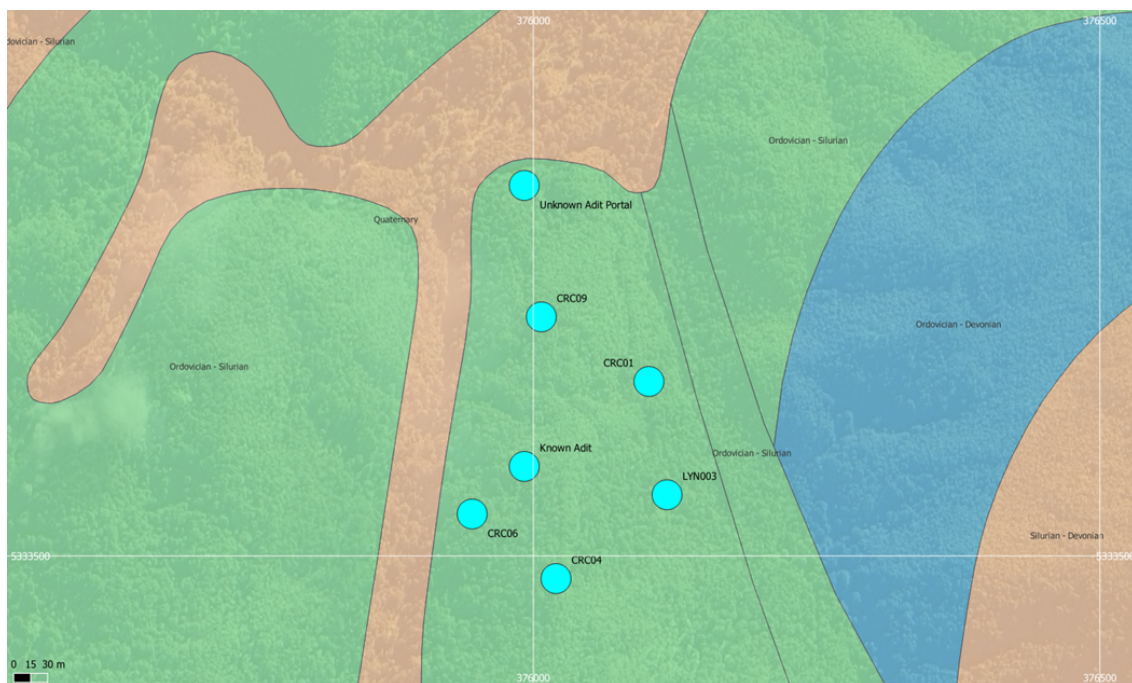 376000
376500
dovician - Silurian
Ordovician - Silurian
Unknown Adit Portal
Quaternary
CRC09
Ordovician - Devonian
CRC01
Ordovician - Silurian
Known Adit
Ordovician - Silurian
LYN003
CRC06
Silurian - Devonian
5333500
5333500
CRC04
0 15 30 m
376000
376500